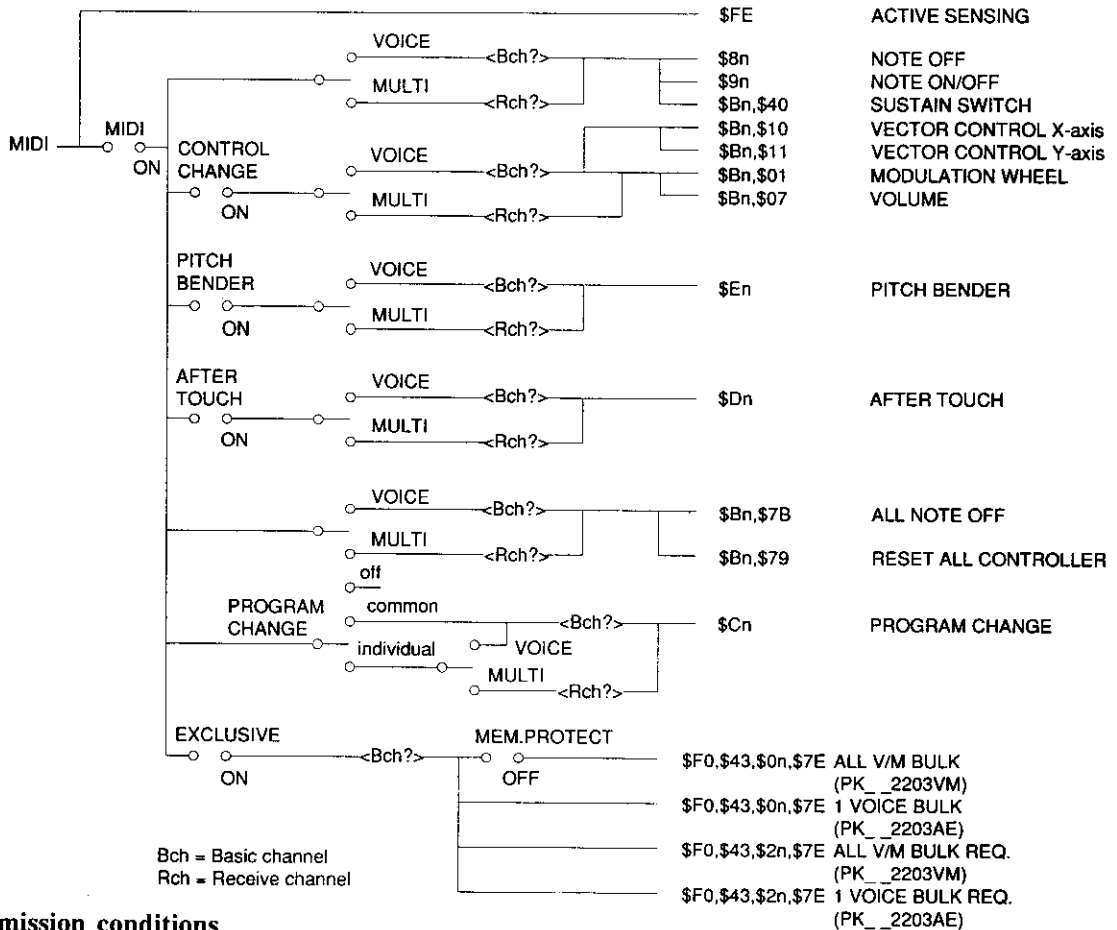 $FE ACTIVE SENSING
VOICE <Bch?> $8n NOTE OFF
$9n NOTE ON/OFF
MULTI <Rch?> $Bn,$40 SUSTAIN SWITCH
MIDI MIDI ON
$Bn,$10 VECTOR CONTROL X-axis
$Bn,$11 VECTOR CONTROL Y-axis
CONTROL CHANGE ON VOICE <Bch?> $Bn,$01 MODULATION WHEEL
MULTI <Rch?> $Bn,$07 VOLUME
PITCH
BENDER
ON
VOICE <Bch?> $En PITCH BENDER
MULTI <Rch?>
AFTER
TOUCH
ON
VOICE <Bch?> $Dn AFTER TOUCH
MULTI <Rch?>
VOICE <Bch?> $Bn,$7B ALL NOTE OFF
MULTI <Rch?> $Bn,$79 RESET ALL CONTROLLER
off
PROGRAM
CHANGE
common <Bch?> $Cn PROGRAM CHANGE
individual VOICE
MULTI <Rch?>
EXCLUSIVE
ON
<Bch?> MEM.PROTECT
OFF
$F0,$43,$0n,$7E ALL V/M BULK
(PK_ _2203VM)
$F0,$43,$0n,$7E 1 VOICE BULK
(PK_ _2203AE)
$F0,$43,$2n,$7E ALL V/M BULK REQ.
(PK_ _2203VM)
$F0,$43,$2n,$7E 1 VOICE BULK REQ.
(PK_ _2203AE)
Bch = Basic channel
Rch = Receive channel
mission conditions